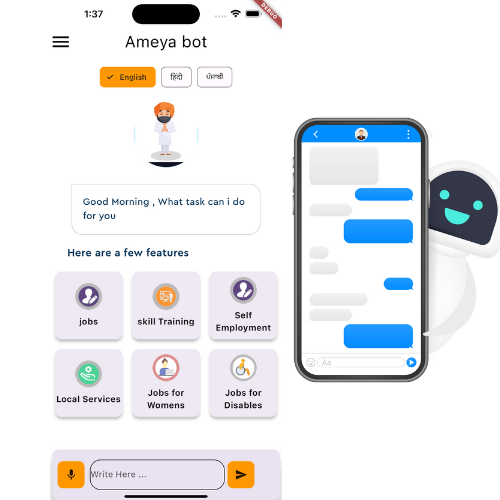 1:37
DEBUG
Ameya bot
English
हिंदी
ਪੰਜਾਬੀ
Good Morning , What task can i do
for you
Here are a few features
jobs
skill Training
Self
Employment
Local Services
Jobs for
Womens
Jobs for
Disables
Write Here ...
Aa